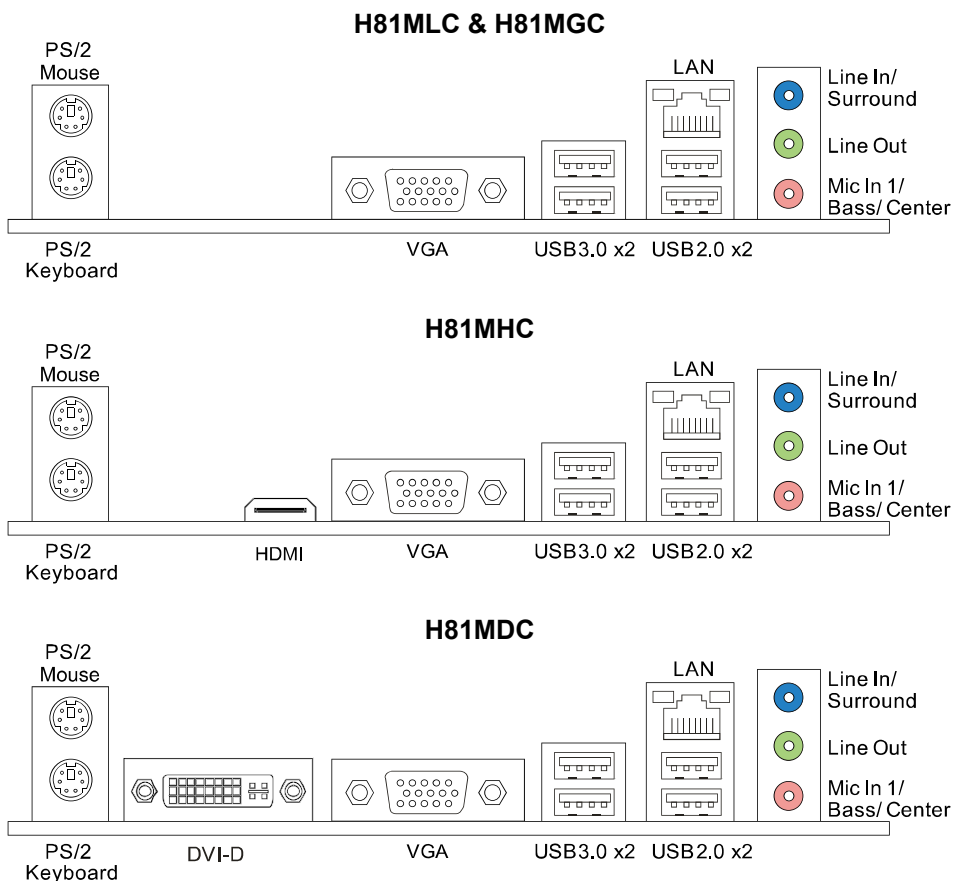 H81MLC & H81MGC
PS/2
Mouse
LAN
Line In/
Surround
Line Out
Mic In 1/
Bass/ Center
PS/2
Keyboard
VGA
USB3.0 x2
USB2.0 x2
H81MHC
PS/2
Mouse
LAN
Line In/
Surround
Line Out
Mic In 1/
Bass/ Center
PS/2
Keyboard
HDMI
VGA
USB3.0 x2
USB2.0 x2
H81MDC
PS/2
Mouse
LAN
Line In/
Surround
Line Out
Mic In 1/
Bass/ Center
PS/2
Keyboard
DVI-D
VGA
USB3.0 x2
USB2.0 x2